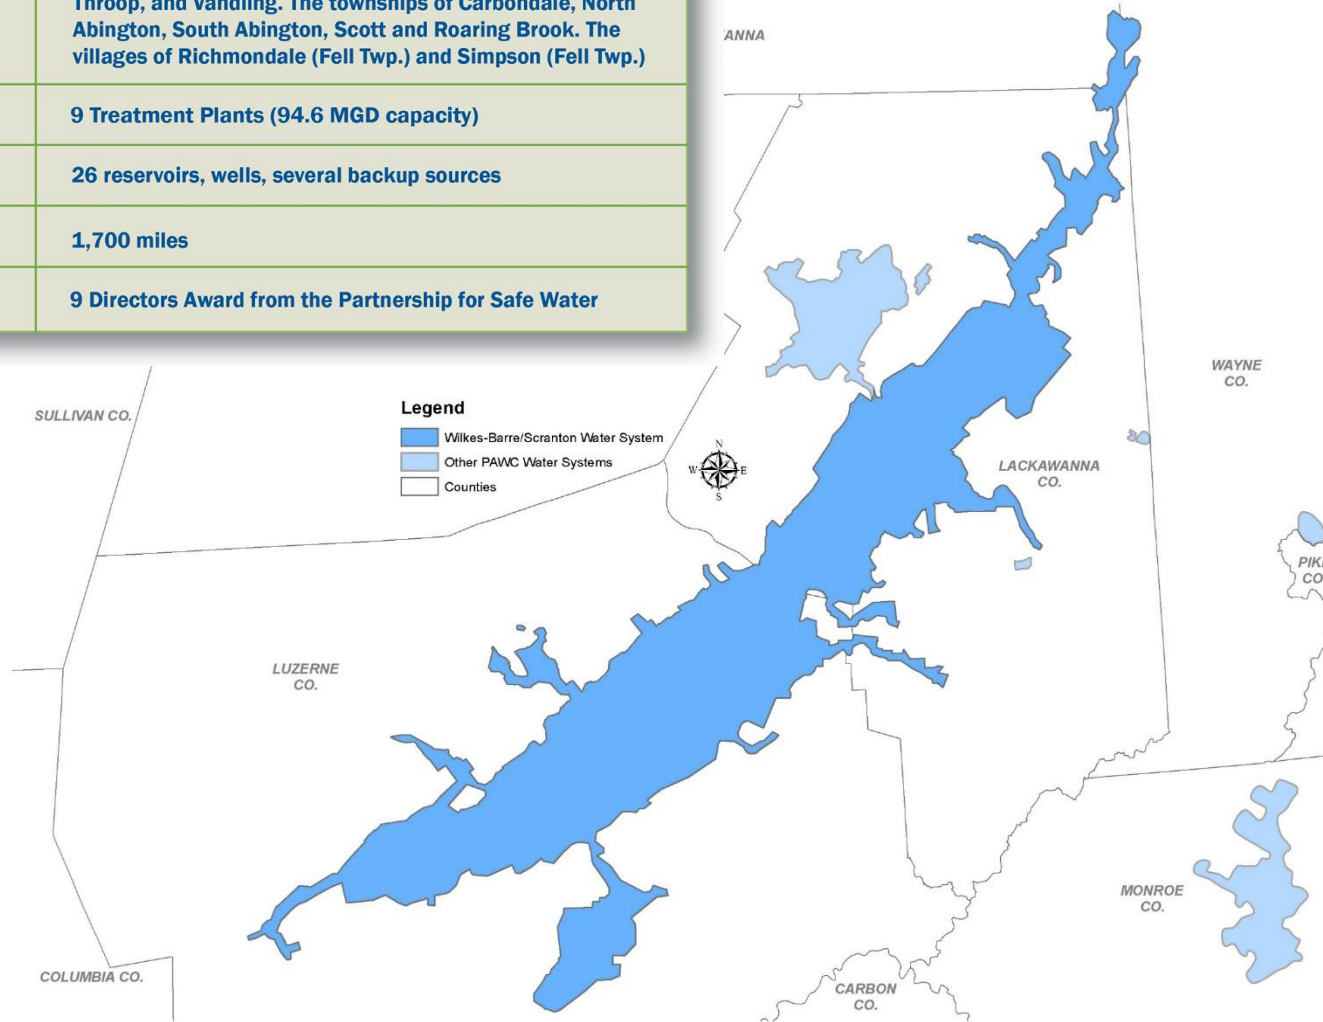 Throop, and Vandling. The townships of Carbondale, North
Abington, South Abington, Scott and Roaring Brook. The
villages of Richmondale (Fell Twp.) and Simpson (Fell Twp.)
9 Treatment Plants (94.6 MGD capacity)
26 reservoirs, wells, several backup sources
1,700 miles
9 Directors Award from the Partnership for Safe Water
ANNA
WAYNE
CO.
SULLIVAN CO.
Legend
Wilkes-Barre/Scranton Water System
Other PAWC Water Systems
Counties
N
W
E
S
LACKAWANNA
CO.
PIK
CO
LUZERNE
CO.
MONROE
CO.
COLUMBIA CO.
CARBON
CO.